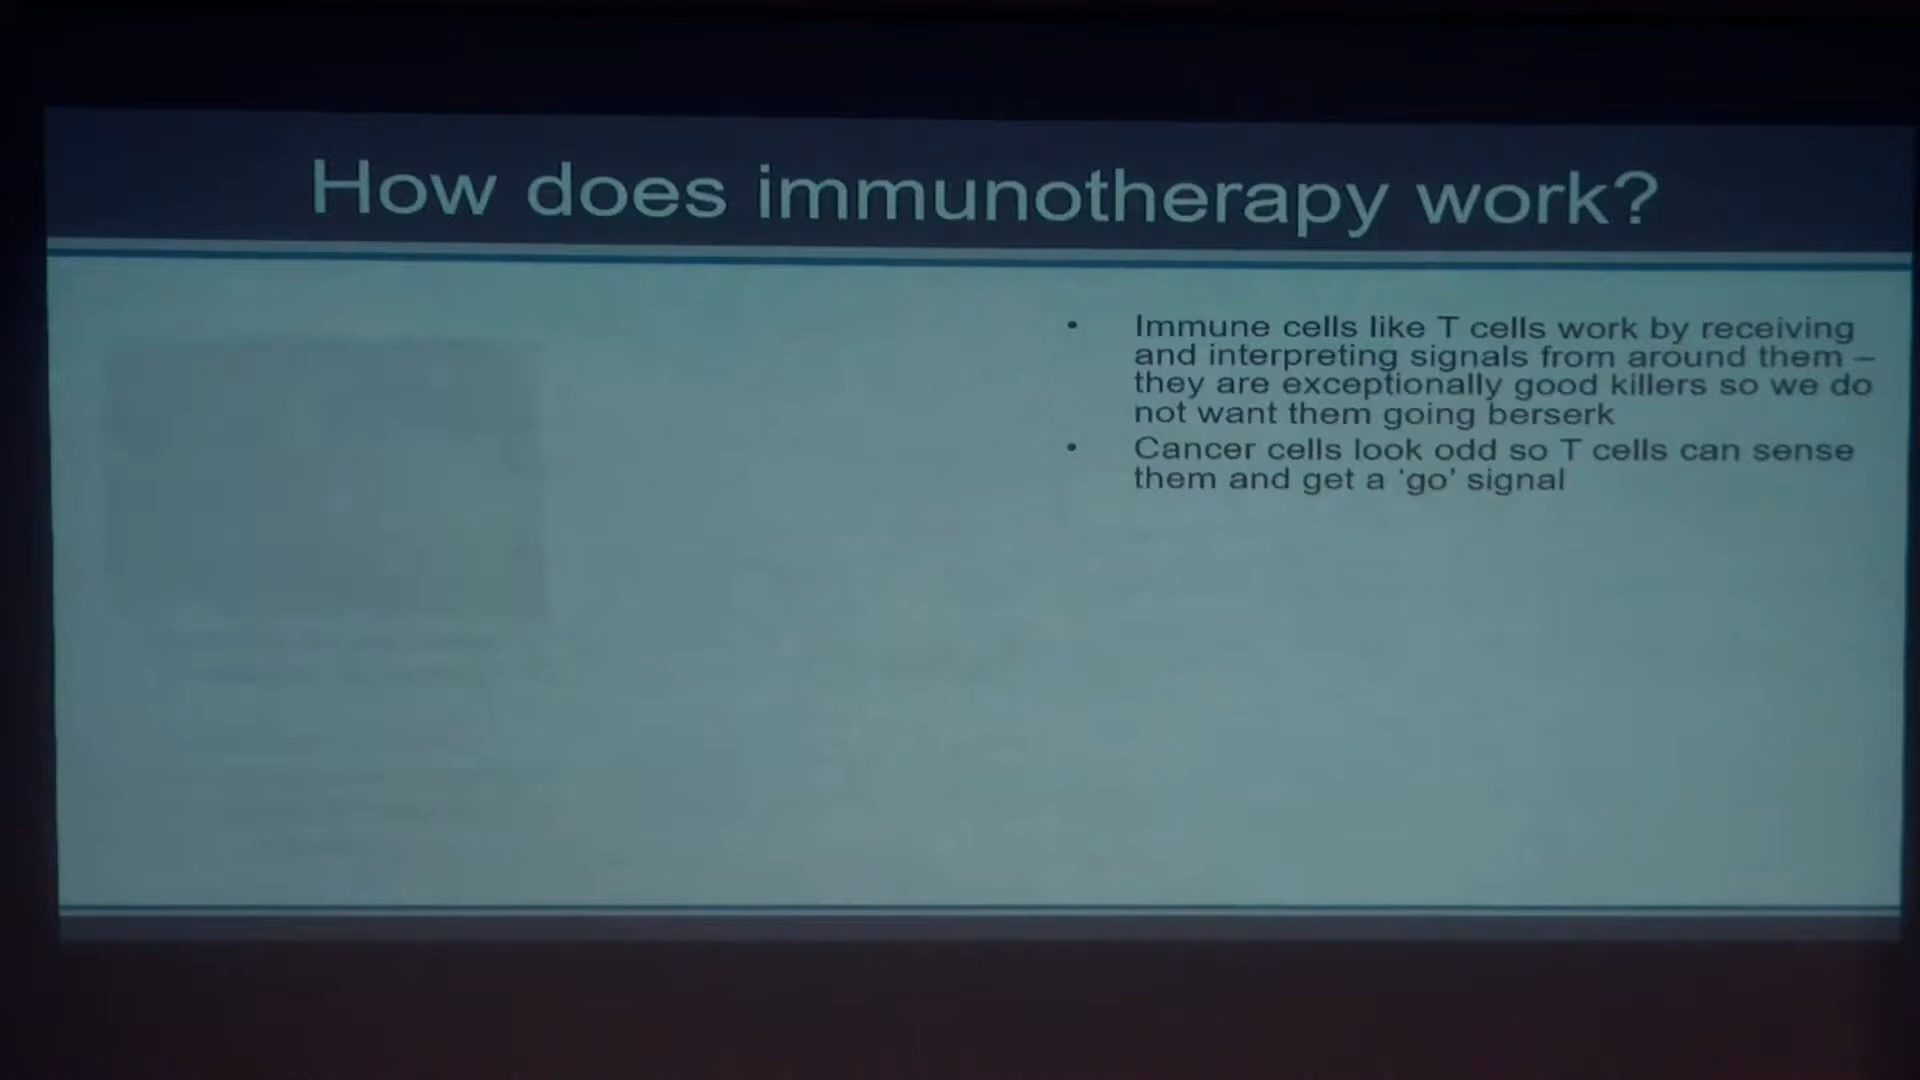 How does immunotherapy work?
• Immune cells like T cells work by receiving
and interpreting signals from around them –
they are exceptionally good killers so we do
not want them going berserk
• Cancer cells look odd so T cells can sense
them and get a ‘go’ signal